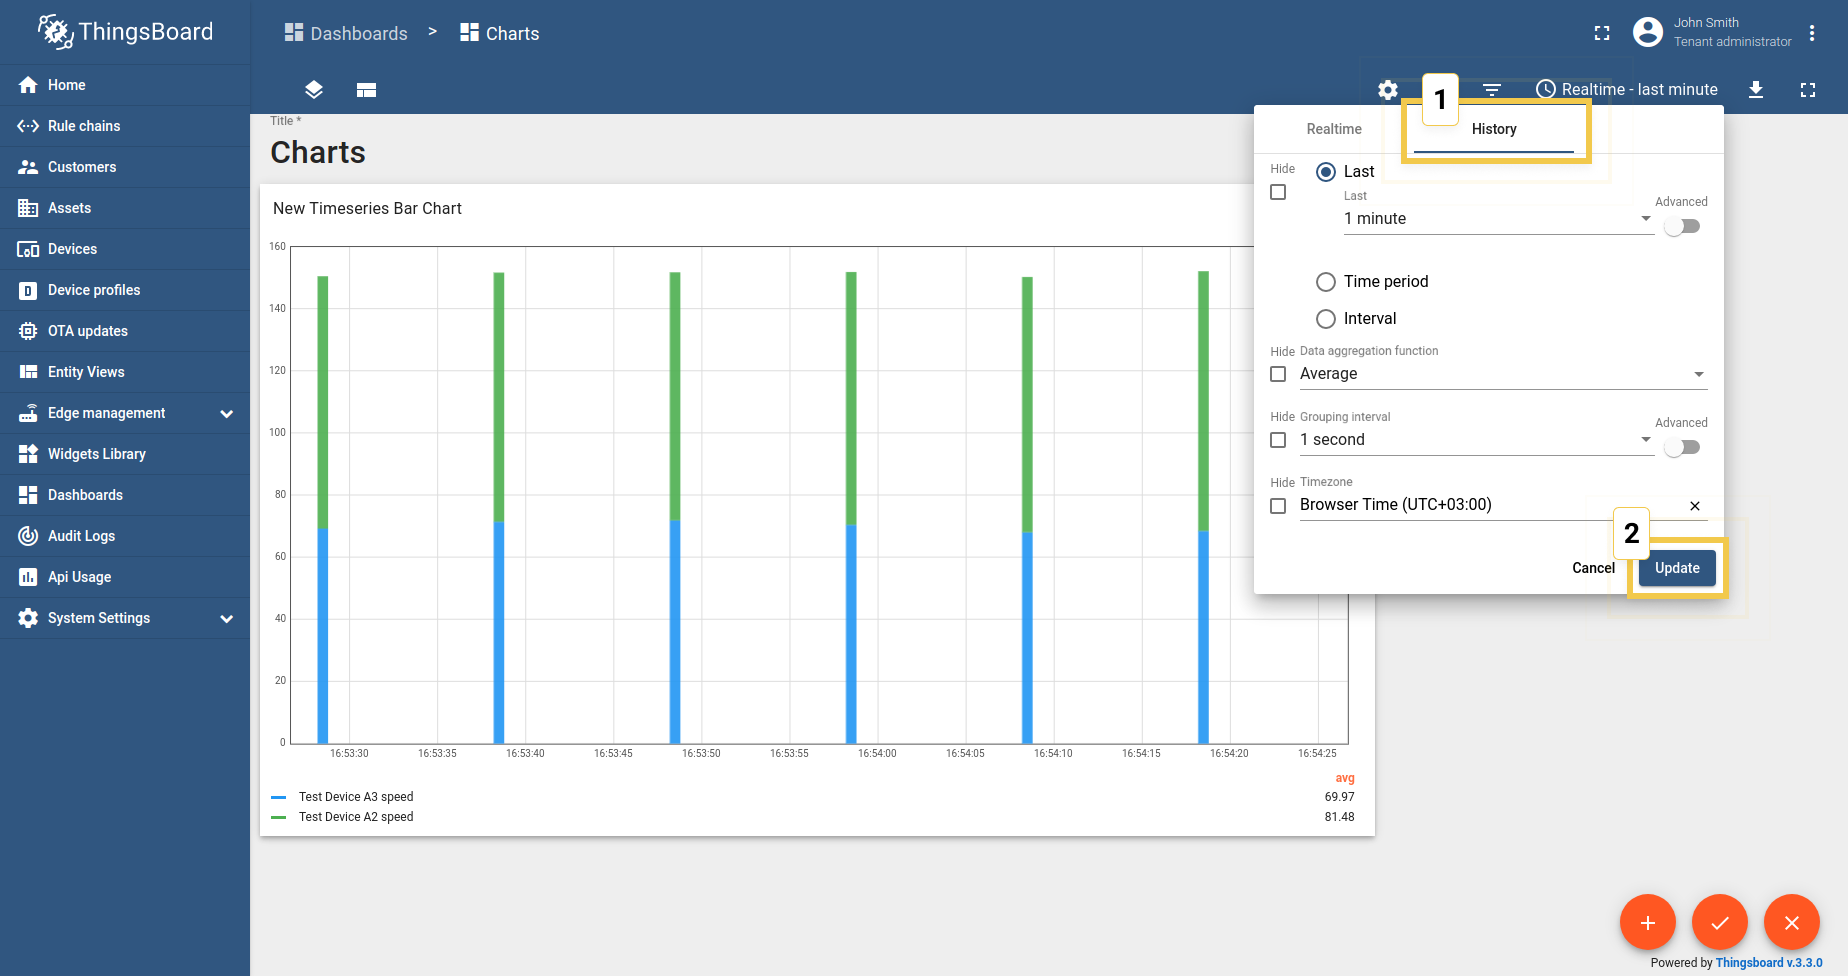 ThingsBoard
Dashboards > Charts
John Smith
Tenant administrator
Realtime - last minute
Home
Rule chains
Customers
Assets
Devices
Device profiles
OTA updates
Entity Views
Edge management
Widgets Library
Dashboards
Audit Logs
Api Usage
System Settings
Title *
Charts
New Timeseries Bar Chart
160
140
120
100
80
60
40
20
0
16:53:30 16:53:35 16:53:40 16:53:45 16:53:50 16:53:55 16:54:00 16:54:05 16:54:10 16:54:15 16:54:20 16:54:25
avg
Test Device A3 speed 69.97
Test Device A2 speed 81.48
1
Realtime History
Hide Last
Last
1 minute
Advanced
Time period
Interval
Hide Data aggregation function
Average
Hide Grouping interval
1 second
Advanced
Hide Timezone
Browser Time (UTC+03:00)
2
Cancel Update
Powered by Thingsboard v.3.3.0